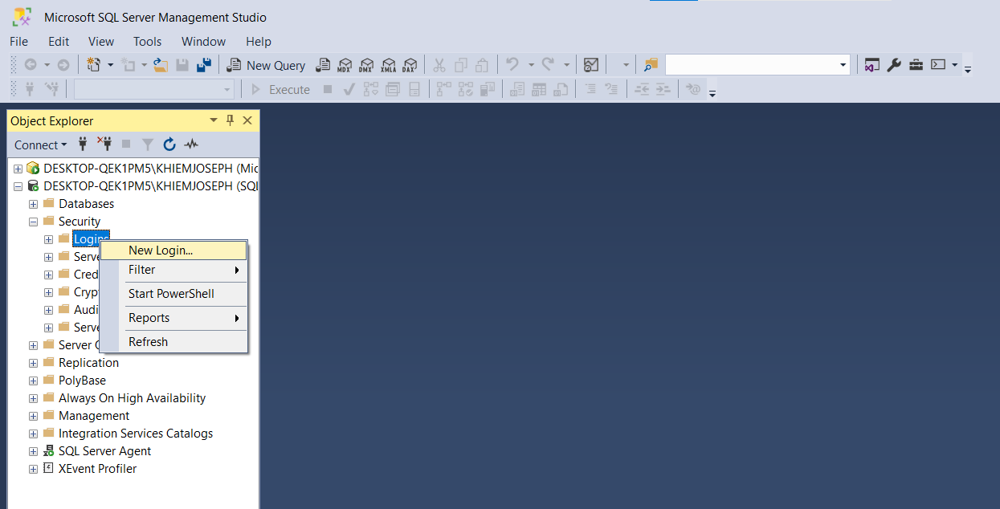 Microsoft SQL Server Management Studio
File Edit View Tools Window Help
New Query MDX DMX XMLA DAX
Execute
Object Explorer
Connect
DESKTOP-QEK1PM5\KHIEMJOSEPH (Mic
DESKTOP-QEK1PM5\KHIEMJOSEPH (SQL
Databases
Security
Logins
New Login...
Serve
Filter
Cred
Crypt
Start PowerShell
Audi
Reports
Serve
Refresh
Server C
Replication
PolyBase
Always On High Availability
Management
Integration Services Catalogs
SQL Server Agent
XEvent Profiler